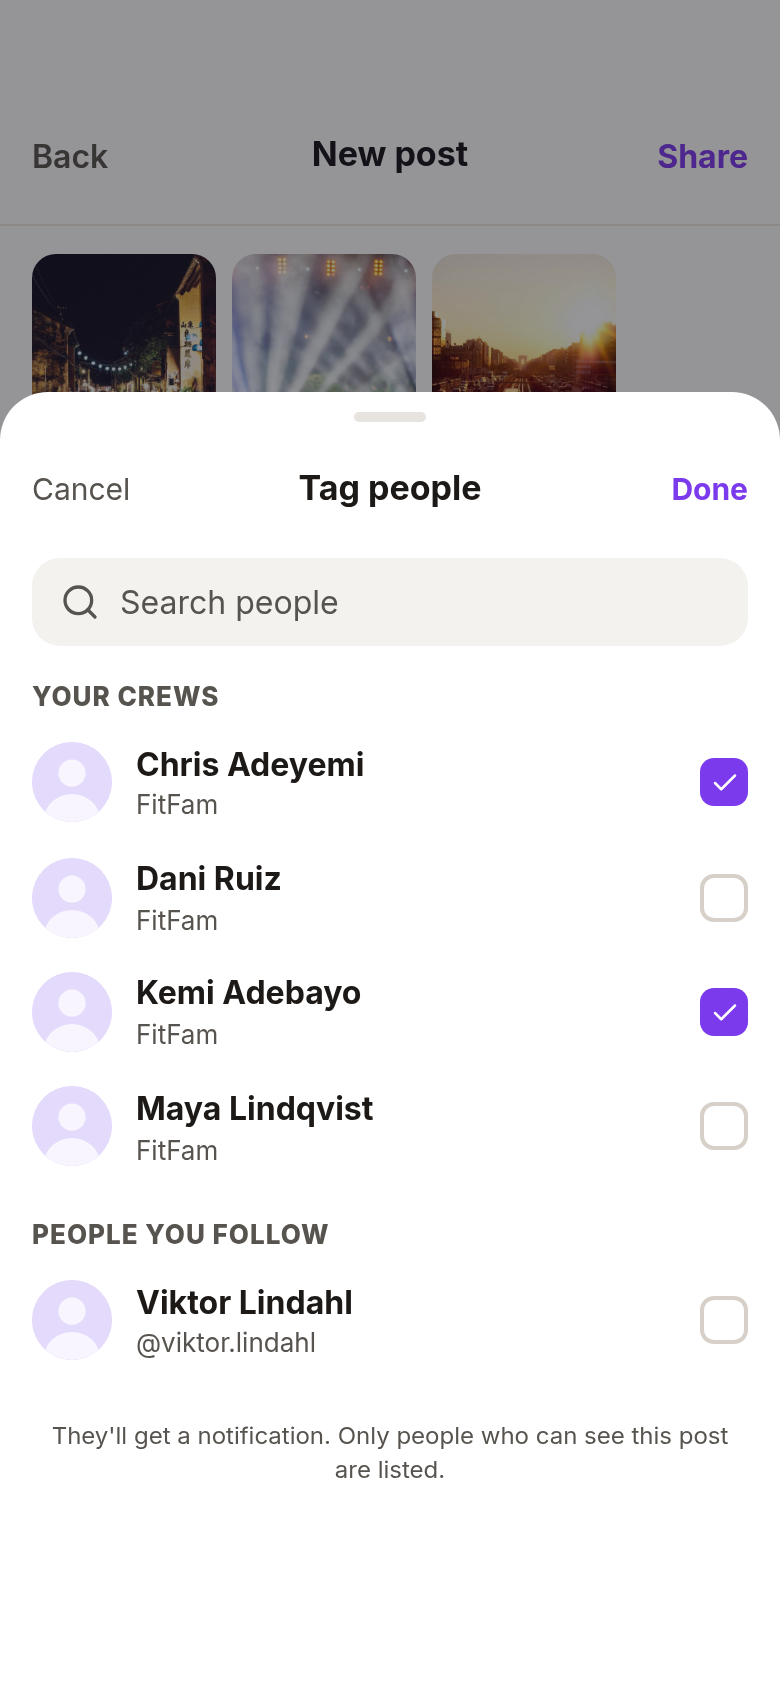 Back
New post
Share
Cancel
Tag people
Done
Search people
YOUR CREWS
Chris Adeyemi
FitFam
Dani Ruiz
FitFam
Kemi Adebayo
FitFam
Maya Lindqvist
FitFam
PEOPLE YOU FOLLOW
Viktor Lindahl
@viktor.lindahl
They'll get a notification. Only people who can see this post
are listed.